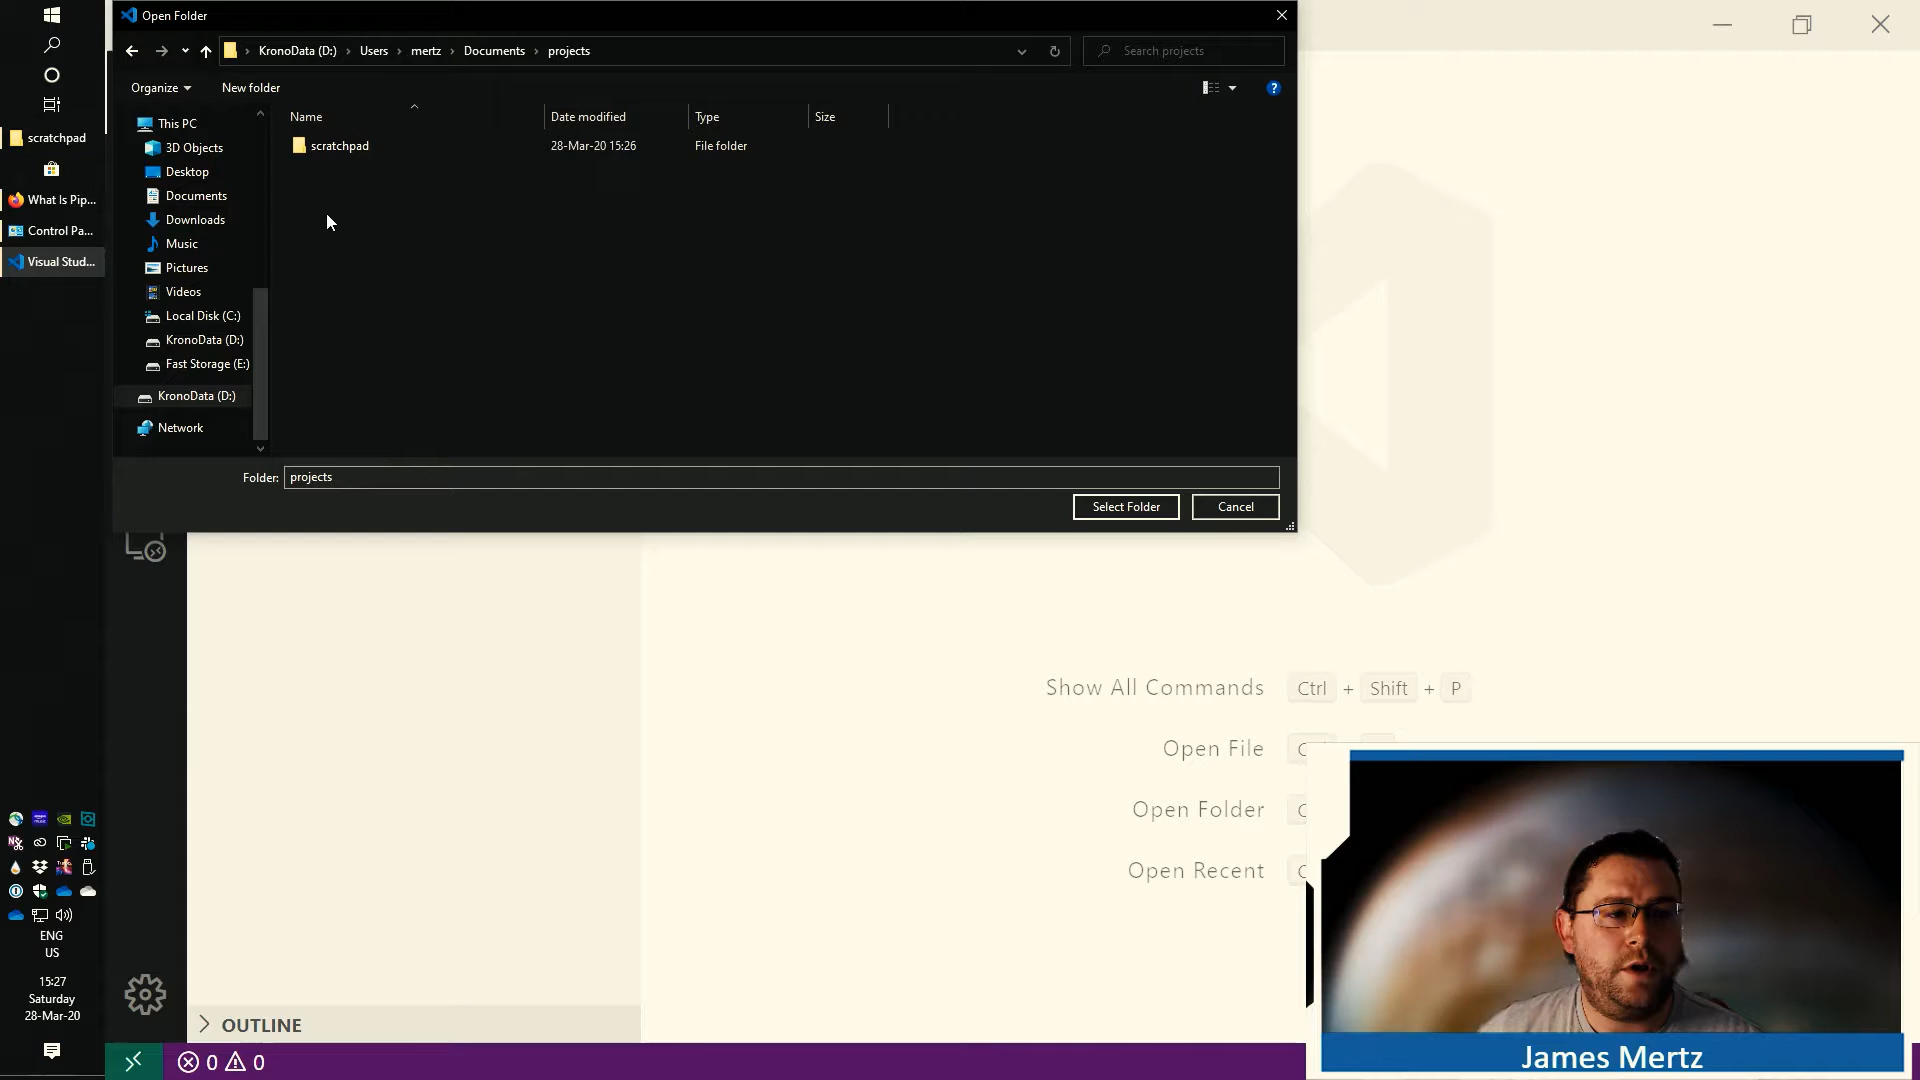 Open Folder
KronoData (D:) › Users › mertz › Documents › projects
Search projects
Organize
New folder
?
scratchpad
What Is Pip...
Control Pa...
Visual Stud...
This PC
3D Objects
Desktop
Documents
Downloads
Music
Pictures
Videos
Local Disk (C:)
KronoData (D:)
Fast Storage (E:)
KronoData (D:)
Network
Name Date modified Type Size
scratchpad 28-Mar-20 15:26 File folder
Folder: projects
Select Folder
Cancel
Show All Commands Ctrl + Shift + P
Open File C
Open Folder C
Open Recent C
ENG
US
15:27
Saturday
28-Mar-20
OUTLINE
0 0
James Mertz